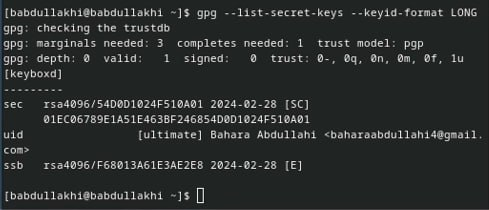 [babdullakhi@babdullakhi ~]$ gpg --list-secret-keys --keyid-format LONG
gpg: checking the trustdb
gpg: marginals needed: 3  completes needed: 1  trust model: pgp
gpg: depth: 0  valid:   1  signed:   0  trust: 0-, 0q, 0n, 0m, 0f, 1u
[keyboxd]
---------
sec   rsa4096/54D0D1024F510A01 2024-02-28 [SC]
      01EC06789E1A51E463BF246854D0D1024F510A01
uid                 [ultimate] Bahara Abdullahi <baharaabdullahi4@gmail.
com>
ssb   rsa4096/F68013A61E3AE2E8 2024-02-28 [E]
[babdullakhi@babdullakhi ~]$